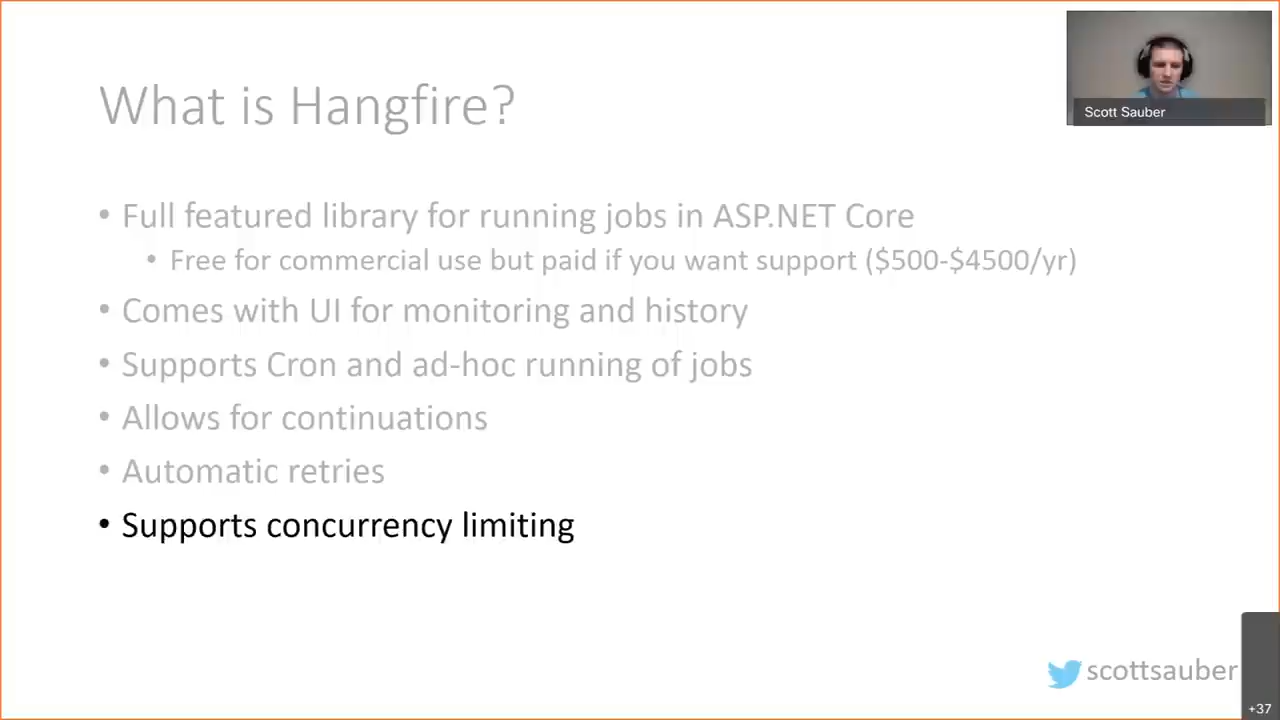 What is Hangfire?
Scott Sauber
• Full featured library for running jobs in ASP.NET Core
• Free for commercial use but paid if you want support ($500-$4500/yr)
• Comes with UI for monitoring and history
• Supports Cron and ad-hoc running of jobs
• Allows for continuations
• Automatic retries
• Supports concurrency limiting
scottsauber
+37